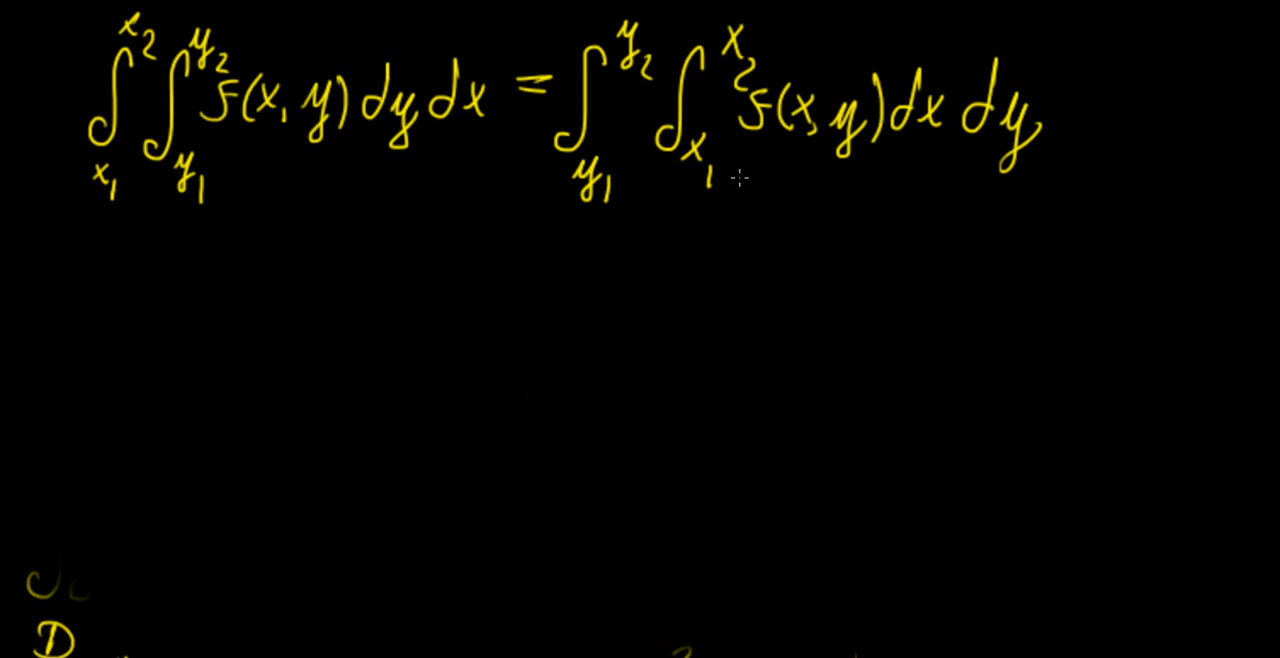 ∫_{x₁}^{x₂} ∫_{y₁}^{y₂} f(x, y) dy dx = ∫_{y₁}^{y₂} ∫_{x₁}^{x₂} f(x, y) dx dy
D